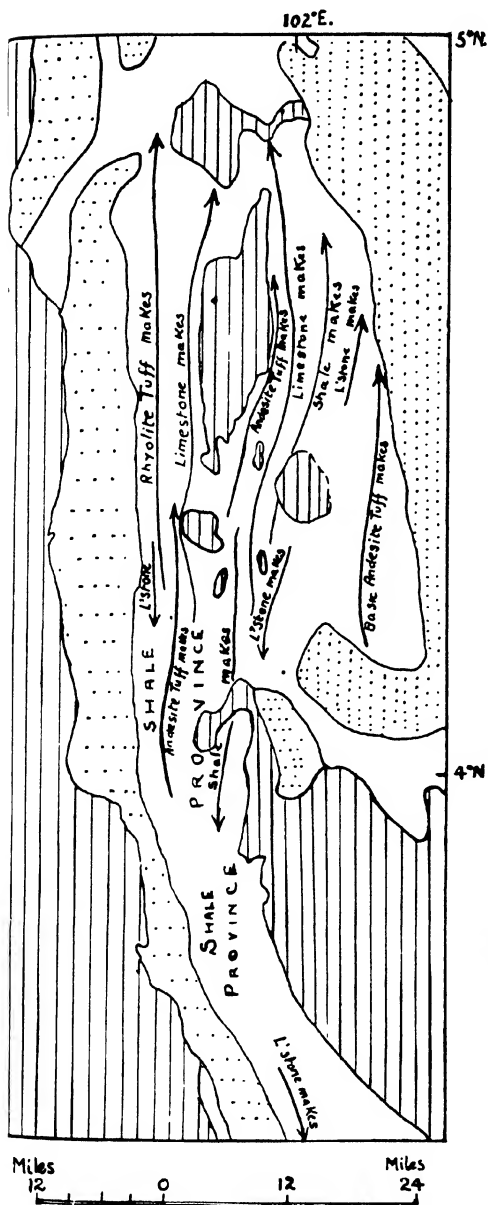 102°E.
5°N.
Rhyolite Tuff makes
Limestone makes
Andesite Tuff makes
Limestone makes
Shale makes
L'stone makes
L'stone
L'stone makes
Basic Andesite Tuff makes
SHALE
PROVINCE
Andesite Tuff makes
Shale makes
4°N
SHALE
PROVINCE
L'stone makes
Miles Miles
12 0 12 24